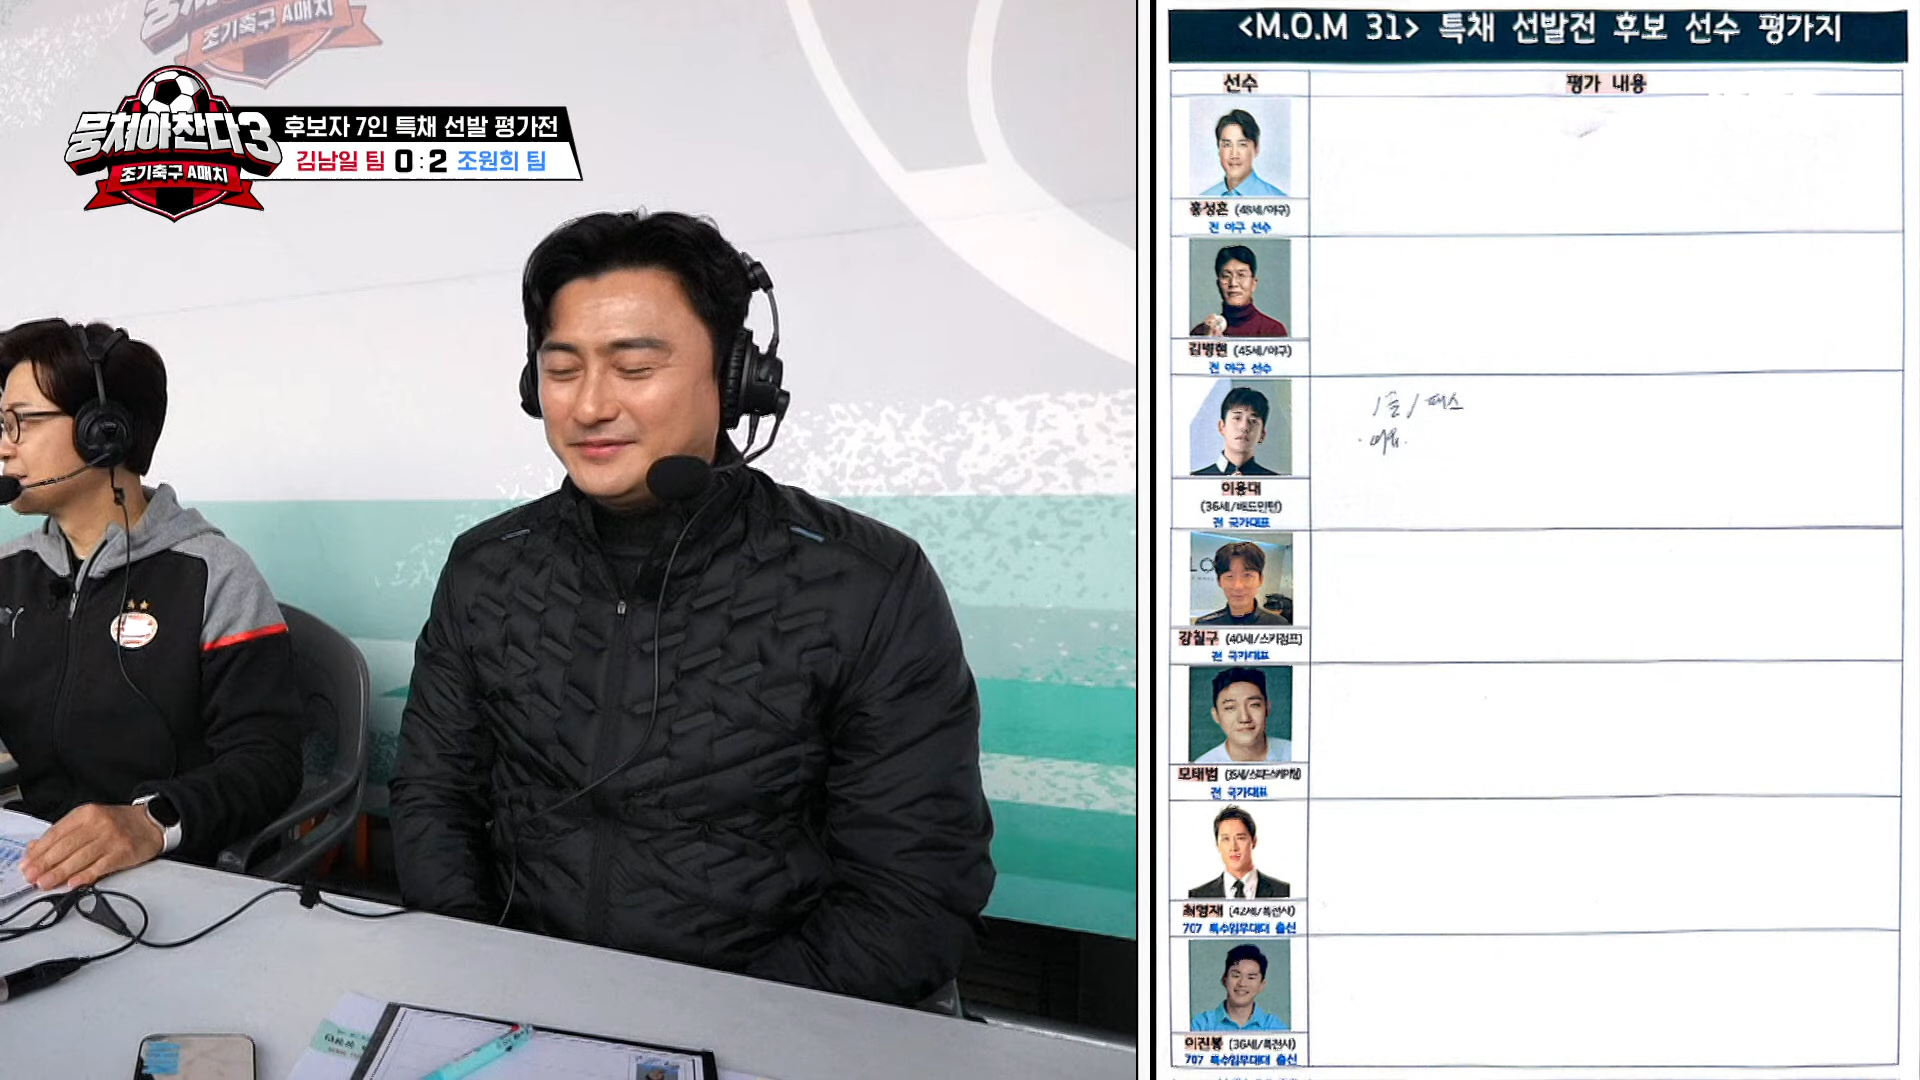 뭉쳐야찬다3
조기축구 A매치
후보자 7인 특채 선발 평가전
김남일 팀 0 : 2 조원희 팀
조기축구 A매치
<M.O.M 31> 특채 선발전 후보 선수 평가지
선수
평가 내용
홍성흔 (48세/야구)
전 야구 선수
김병현 (45세/야구)
전 야구 선수
1골 / 패스
이용대
(36세/배드민턴)
전 국가대표
강칠구 (40세/스키점프)
전 국가대표
모태범 (35세/스피드스케이팅)
전 국가대표
최영재 (42세/특전사)
707 특수임무대대 출신
이진봉 (36세/특전사)
707 특수임무대대 출신